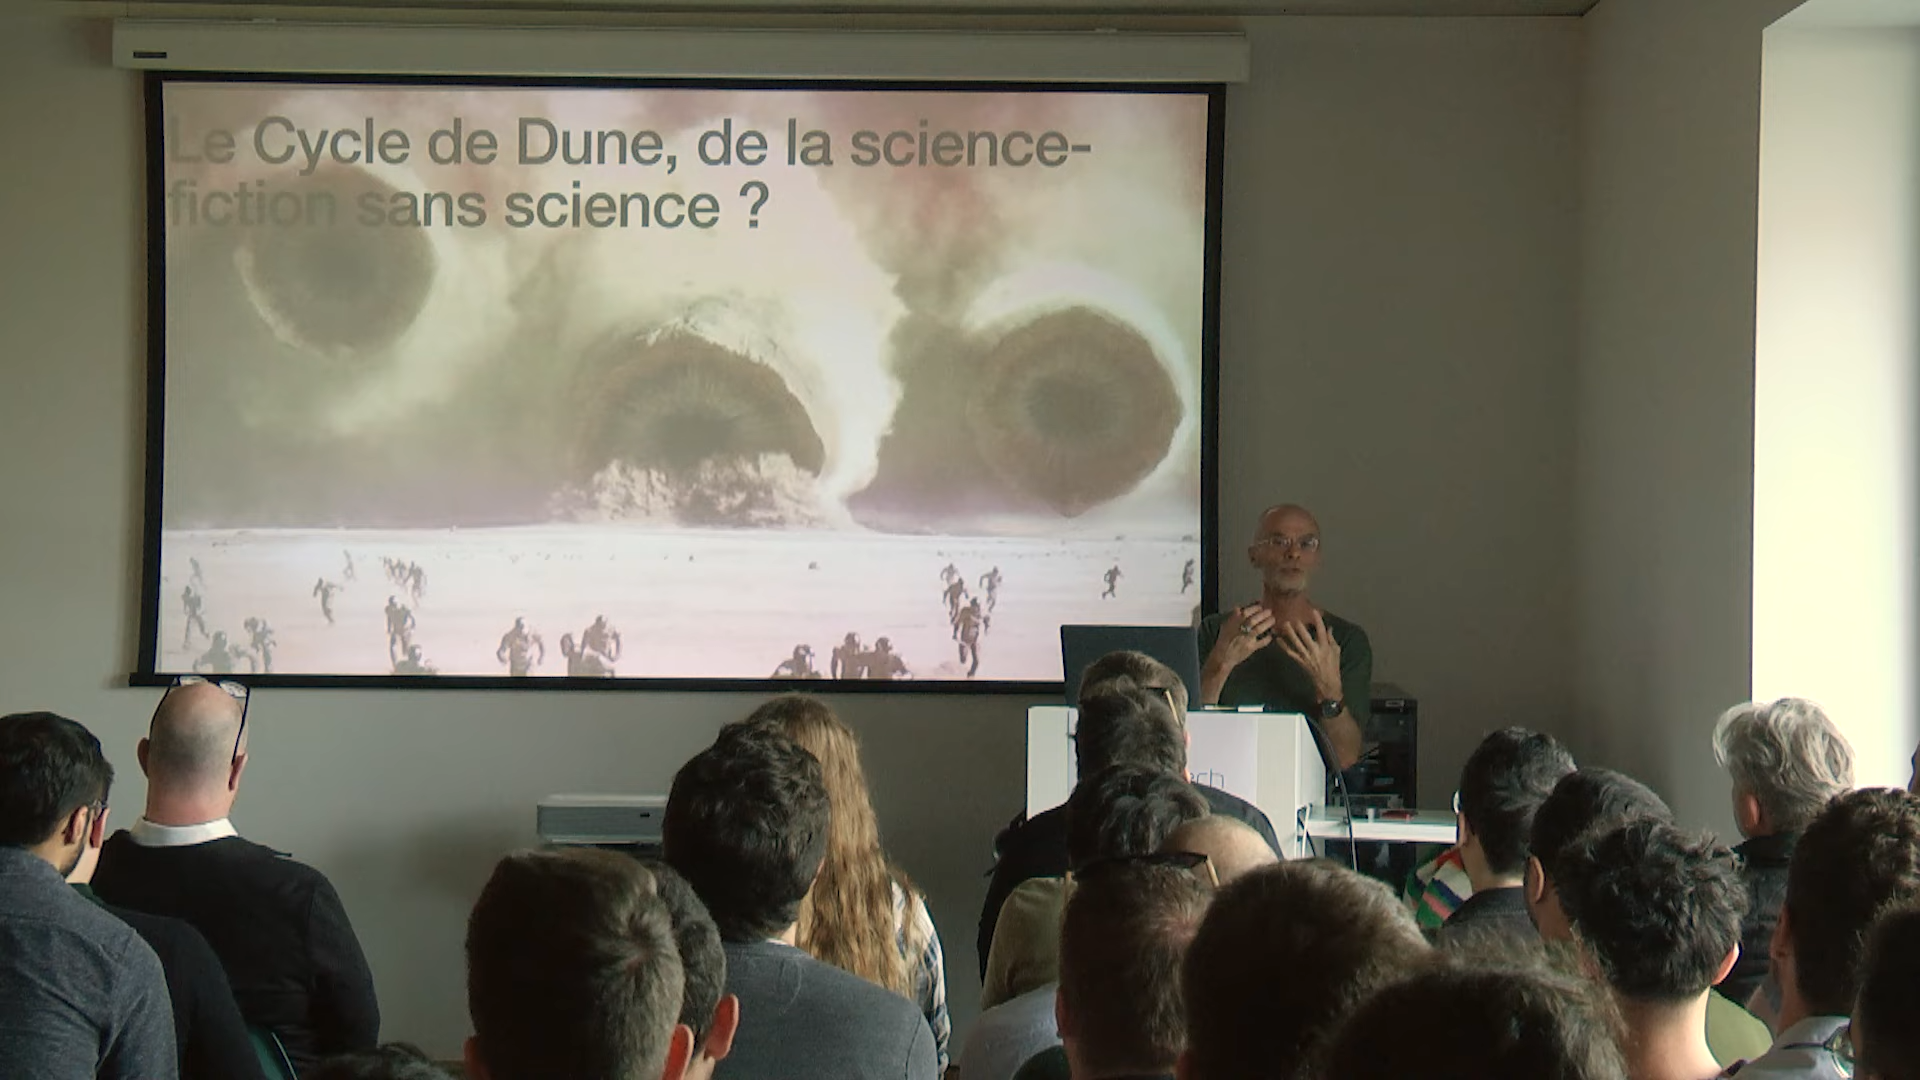 Le Cycle de Dune, de la science-
fiction sans science ?